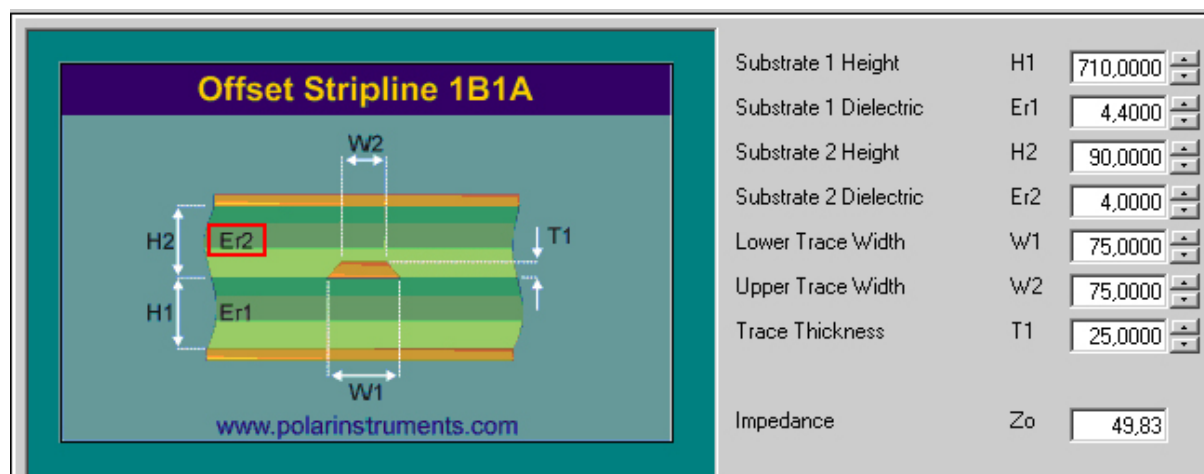 Offset Stripline 1B1A
W2
H2
Er2
T1
H1
Er1
W1
www.polarinstruments.com
Substrate 1 Height H1 710,0000
Substrate 1 Dielectric Er1 4,4000
Substrate 2 Height H2 90,0000
Substrate 2 Dielectric Er2 4,0000
Lower Trace Width W1 75,0000
Upper Trace Width W2 75,0000
Trace Thickness T1 25,0000
Impedance Zo 49,83